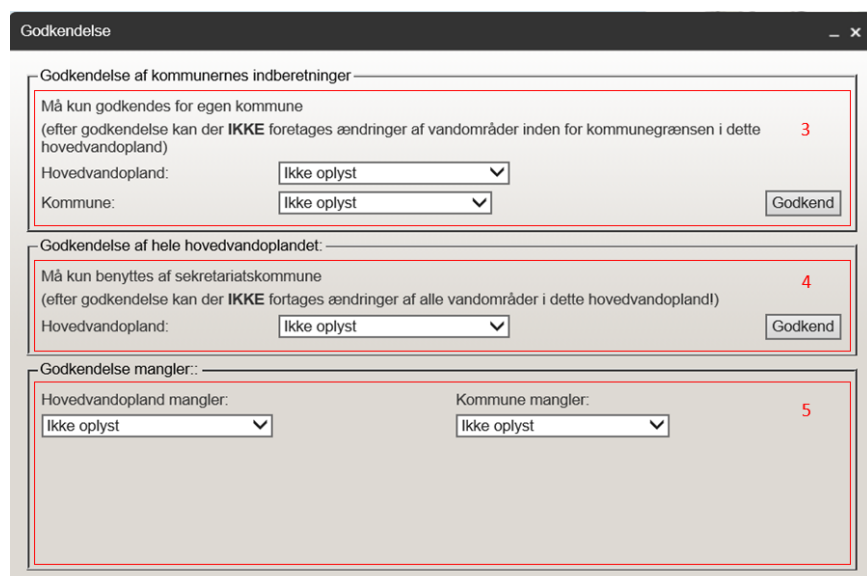 Godkendelse
Godkendelse af kommunernes indberetninger
Må kun godkendes for egen kommune
(efter godkendelse kan der IKKE foretages ændringer af vandområder inden for kommunegrænsen i dette
hovedvandopland)
3
Hovedvandopland: Ikke oplyst
Kommune: Ikke oplyst Godkend
Godkendelse af hele hovedvandoplandet:
Må kun benyttes af sekretariatskommune
4
(efter godkendelse kan der IKKE fortages ændringer af alle vandområder i dette hovedvandopland!)
Hovedvandopland: Ikke oplyst Godkend
Godkendelse mangler::
Hovedvandopland mangler: Kommune mangler:
5
Ikke oplyst Ikke oplyst